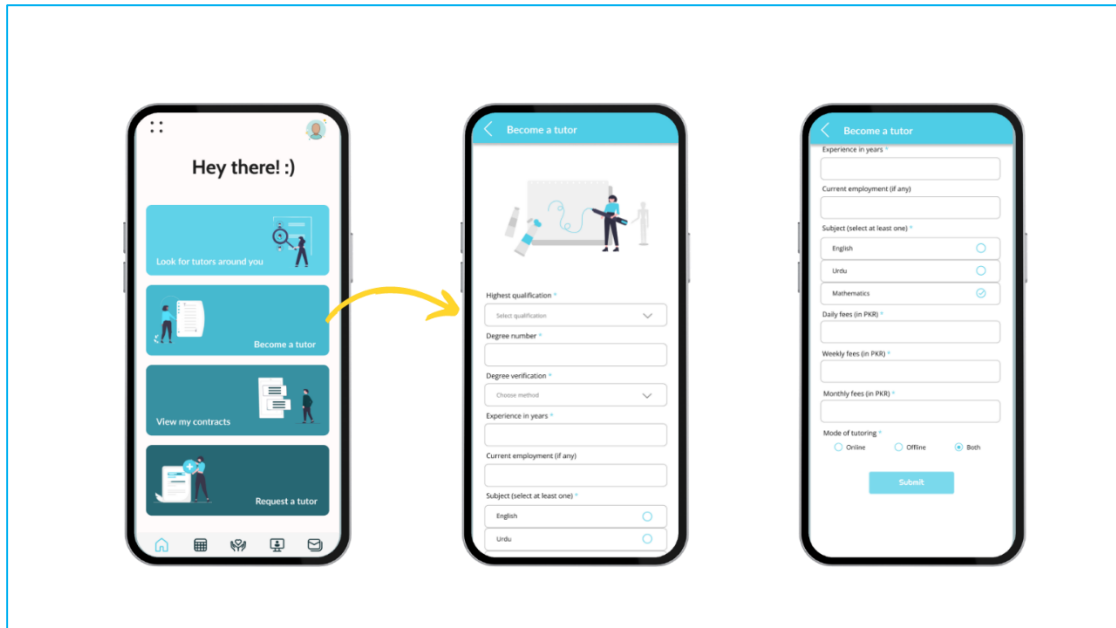 Hey there! :)
Look for tutors around you
Become a tutor
View my contracts
Request a tutor
Become a tutor
Highest qualification *
Select qualification
Degree number *
Degree verification *
Choose method
Experience in years *
Current employment (if any)
Subject (select at least one) *
English
Urdu
Become a tutor
Experience in years *
Current employment (if any)
Subject (select at least one) *
English
Urdu
Mathematics
Daily fees (in PKR) *
Weekly fees (in PKR) *
Monthly fees (in PKR) *
Mode of tutoring *
Online Offline Both
Submit